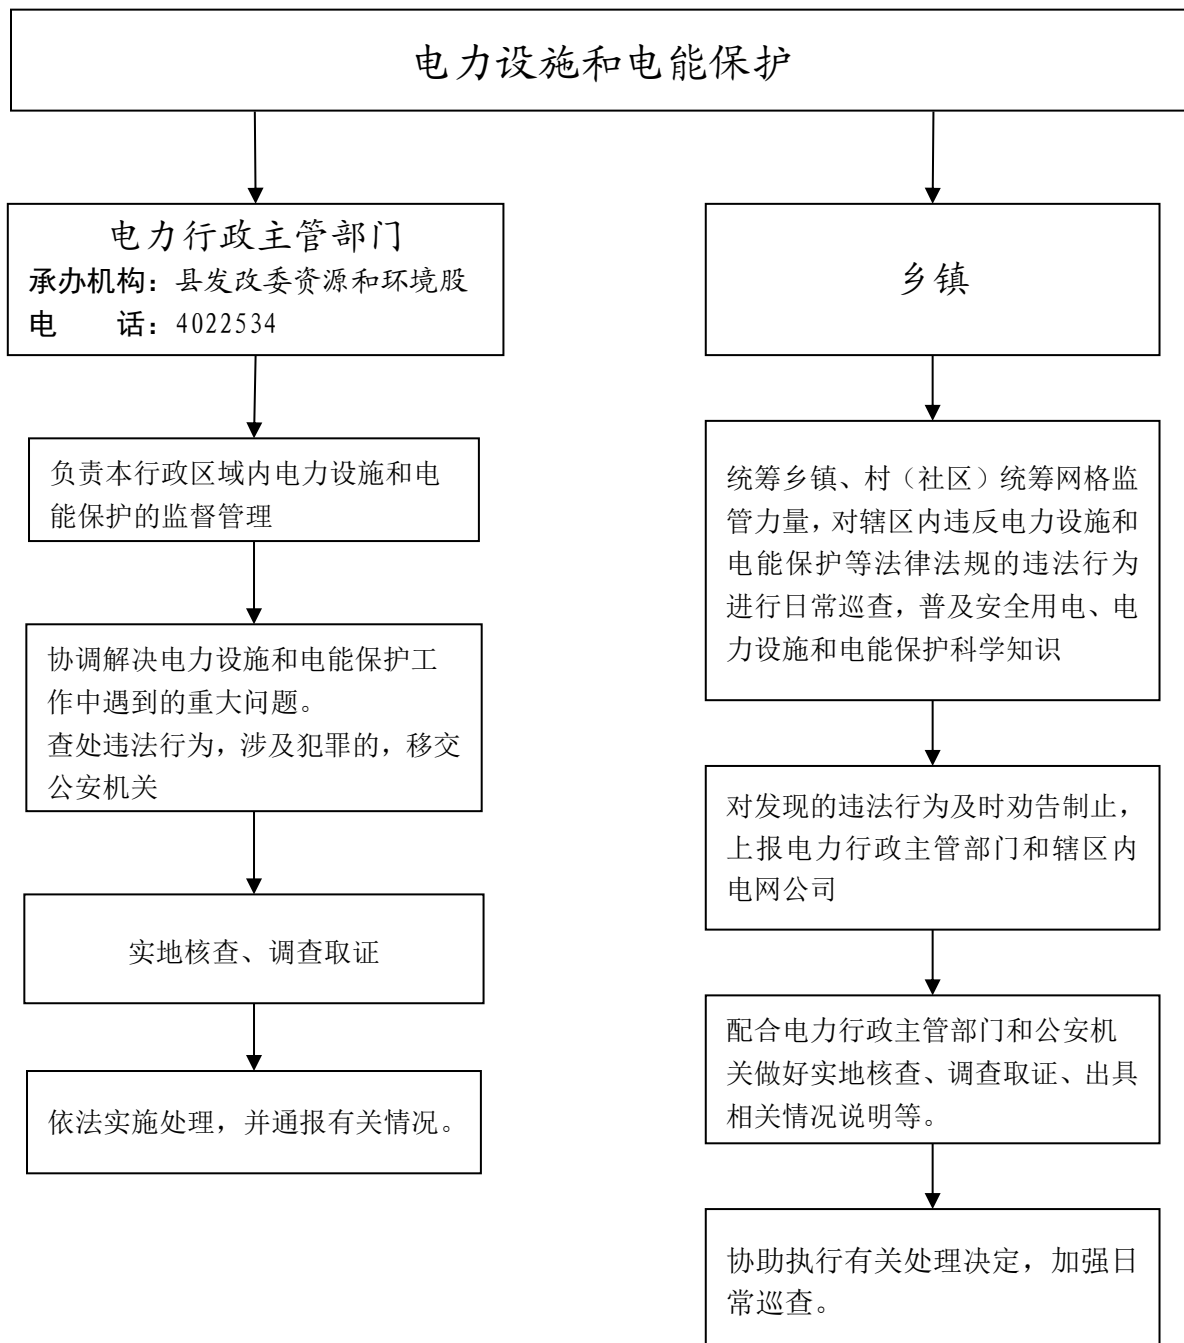 电力设施和电能保护
电力行政主管部门
承办机构：县发改委资源和环境股
电　　话：4022534
负责本行政区域内电力设施和电
能保护的监督管理
协调解决电力设施和电能保护工
作中遇到的重大问题。
查处违法行为，涉及犯罪的，移交
公安机关
实地核查、调查取证
依法实施处理，并通报有关情况。
乡镇
统筹乡镇、村（社区）统筹网格监
管力量，对辖区内违反电力设施和
电能保护等法律法规的违法行为
进行日常巡查，普及安全用电、电
力设施和电能保护科学知识
对发现的违法行为及时劝告制止，
上报电力行政主管部门和辖区内
电网公司
配合电力行政主管部门和公安机
关做好实地核查、调查取证、出具
相关情况说明等。
协助执行有关处理决定，加强日
常巡查。